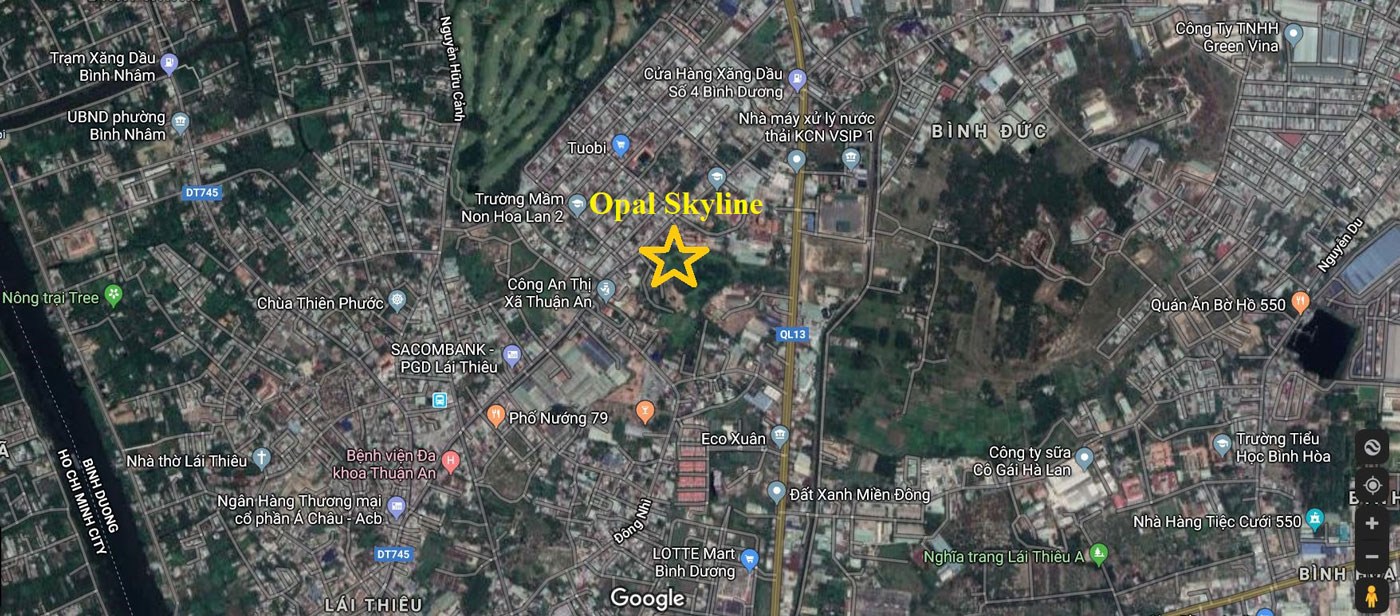 Nguyễn Hữu Cảnh
Công Ty TNHH
Green Vina
Trạm Xăng Dầu
Bình Nhâm
Cửa Hàng Xăng Dầu
Số 4 Bình Dương
UBND phường
Bình Nhâm
Nhà máy xử lý nước
thải KCN VSIP 1
BÌNH ĐỨC
Tuobi
DT745
Trường Mầm
Non Hoa Lan 2
Opal Skyline
Nguyễn Du
Công An Thị
Xã Thuận An
Nông trại Tree
Chùa Thiên Phước
Quán Ăn Bờ Hồ 550
QL13
SACOMBANK -
PGD Lái Thiêu
Phố Nướng 79
Eco Xuân
Trường Tiểu
Học Bình Hòa
Nhà thờ Lái Thiêu
Bệnh viện Đa
khoa Thuận An
Công ty sữa
Cô Gái Hà Lan
BINH DUONG
HO CHI MINH CITY
Ngân Hàng Thương mại
cổ phần Á Châu - Acb
Đất Xanh Miền Đông
Đông Nhì
Nhà Hàng Tiệc Cưới 550
DT745
LOTTE Mart
Bình Dương
Nghĩa trang Lái Thiêu A
LÁI THIÊU
Google